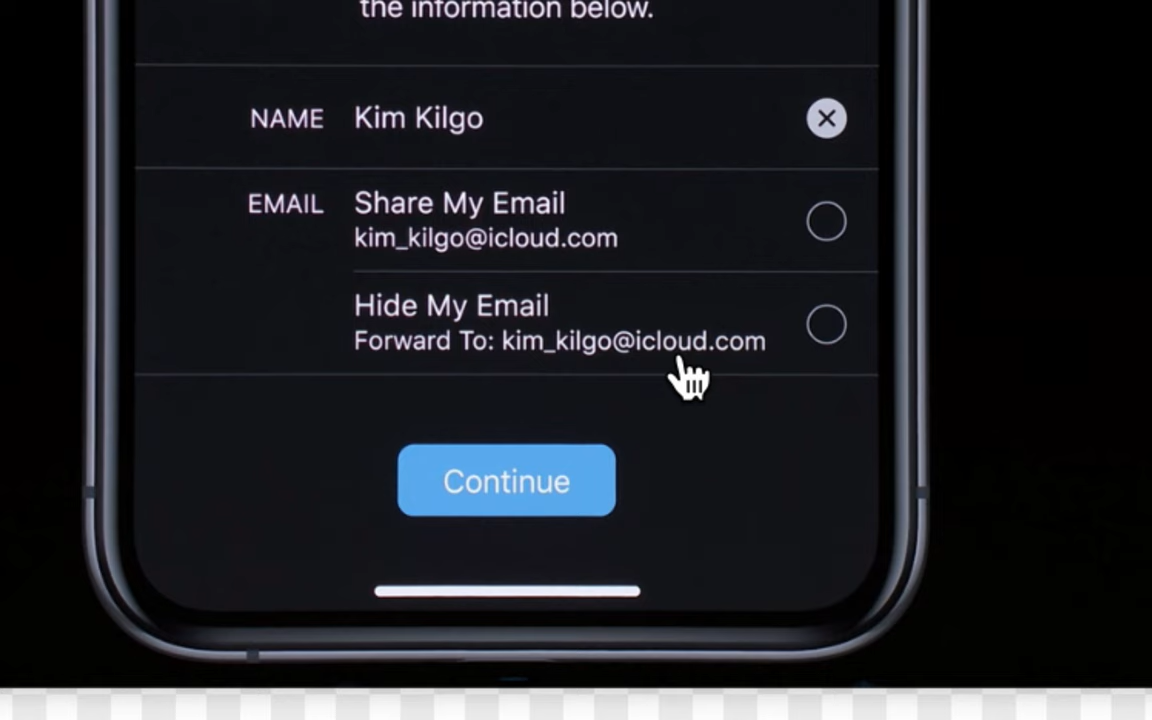 the information below.
NAME Kim Kilgo
EMAIL Share My Email
kim_kilgo@icloud.com
Hide My Email
Forward To: kim_kilgo@icloud.com
Continue